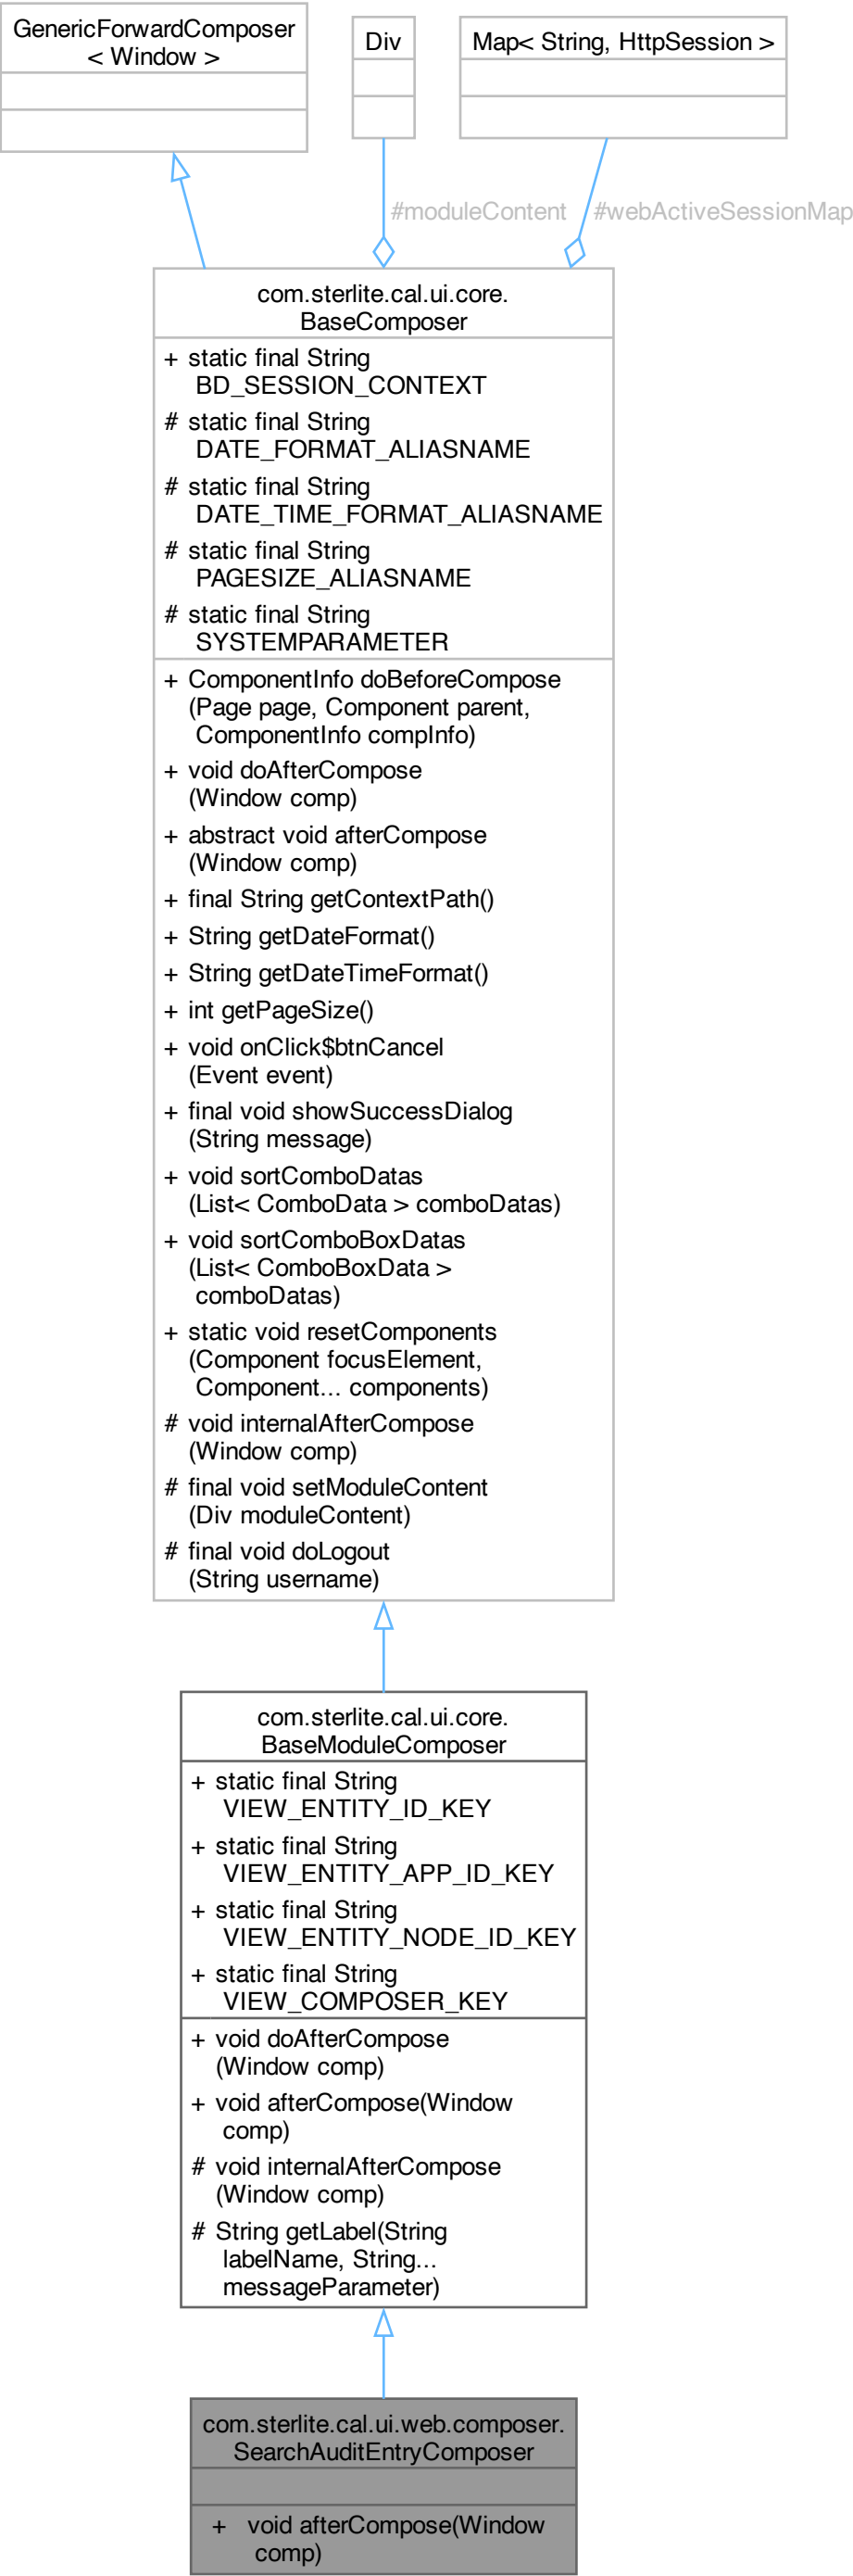 GenericForwardComposer
< Window >
Div
Map< String, HttpSession >
#moduleContent
#webActiveSessionMap
com.sterlite.cal.ui.core.
BaseComposer
+ static final String
BD_SESSION_CONTEXT
# static final String
DATE_FORMAT_ALIASNAME
# static final String
DATE_TIME_FORMAT_ALIASNAME
# static final String
PAGESIZE_ALIASNAME
# static final String
SYSTEMPARAMETER
+ ComponentInfo doBeforeCompose
(Page page, Component parent,
ComponentInfo compInfo)
+ void doAfterCompose
(Window comp)
+ abstract void afterCompose
(Window comp)
+ final String getContextPath()
+ String getDateFormat()
+ String getDateTimeFormat()
+ int getPageSize()
+ void onClick$btnCancel
(Event event)
+ final void showSuccessDialog
(String message)
+ void sortComboDatas
(List< ComboData > comboDatas)
+ void sortComboBoxDatas
(List< ComboBoxData >
comboDatas)
+ static void resetComponents
(Component focusElement,
Component... components)
# void internalAfterCompose
(Window comp)
# final void setModuleContent
(Div moduleContent)
# final void doLogout
(String username)
com.sterlite.cal.ui.core.
BaseModuleComposer
+ static final String
VIEW_ENTITY_ID_KEY
+ static final String
VIEW_ENTITY_APP_ID_KEY
+ static final String
VIEW_ENTITY_NODE_ID_KEY
+ static final String
VIEW_COMPOSER_KEY
+ void doAfterCompose
(Window comp)
+ void afterCompose(Window
comp)
# void internalAfterCompose
(Window comp)
# String getLabel(String
labelName, String...
messageParameter)
com.sterlite.cal.ui.web.composer.
SearchAuditEntryComposer
+ void afterCompose(Window
comp)